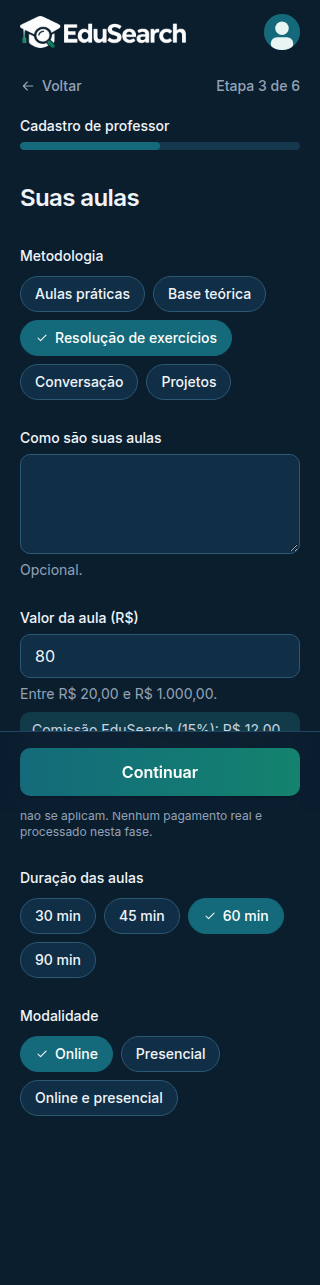 EduSearch
Voltar
Etapa 3 de 6
Cadastro de professor
Suas aulas
Metodologia
Aulas práticas
Base teórica
Resolução de exercícios
Conversação
Projetos
Como são suas aulas
Opcional.
Valor da aula (R$)
80
Entre R$ 20,00 e R$ 1.000,00.
Comissão EduSearch (15%): R$ 12,00
Continuar
não se aplicam. Nenhum pagamento real é
processado nesta fase.
Duração das aulas
30 min
45 min
60 min
90 min
Modalidade
Online
Presencial
Online e presencial